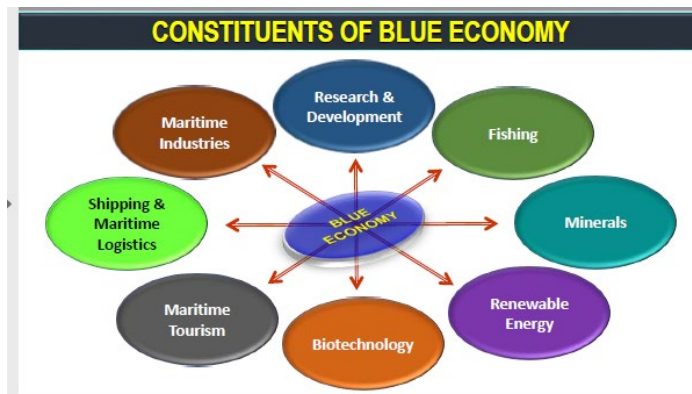 CONSTITUENTS OF BLUE ECONOMY
Research &
Development
Maritime
Industries
Fishing
Shipping &
Maritime
Logistics
BLUE
ECONOMY
Minerals
Maritime
Tourism
Renewable
Energy
Biotechnology